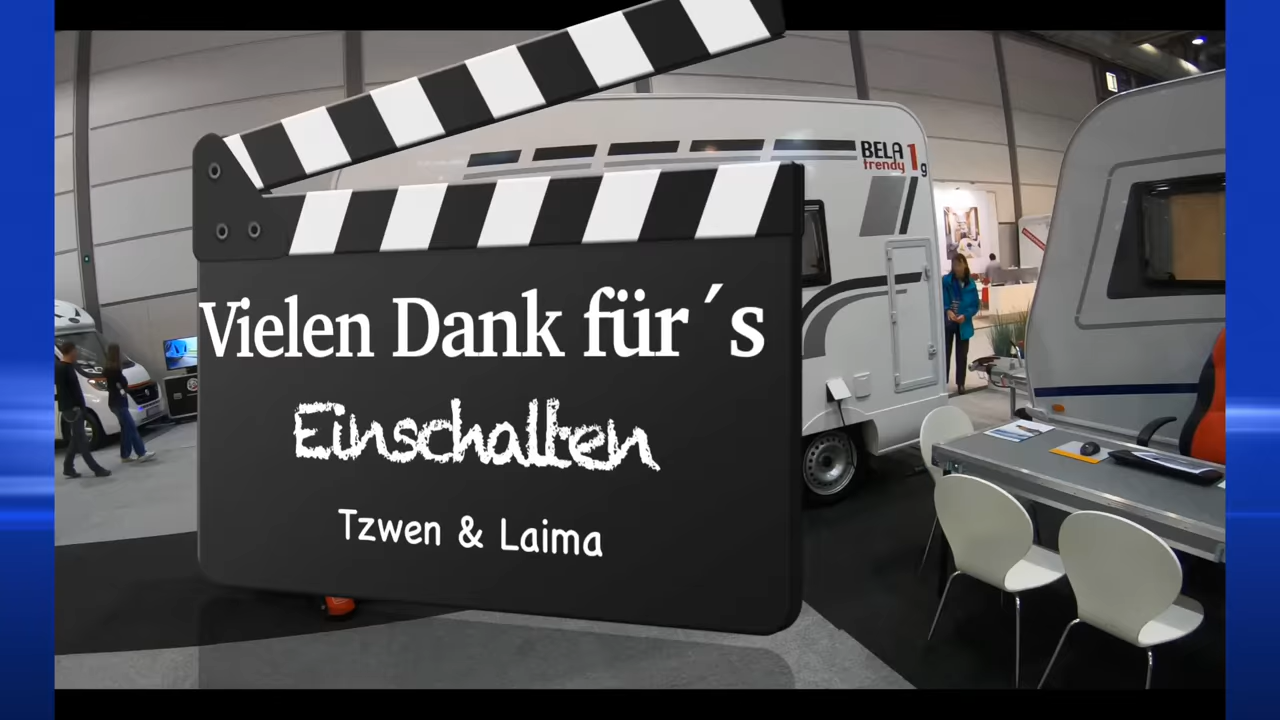 BELA
trendy 1g
Vielen Dank für´s
Einschalten
Tzwen & Laima